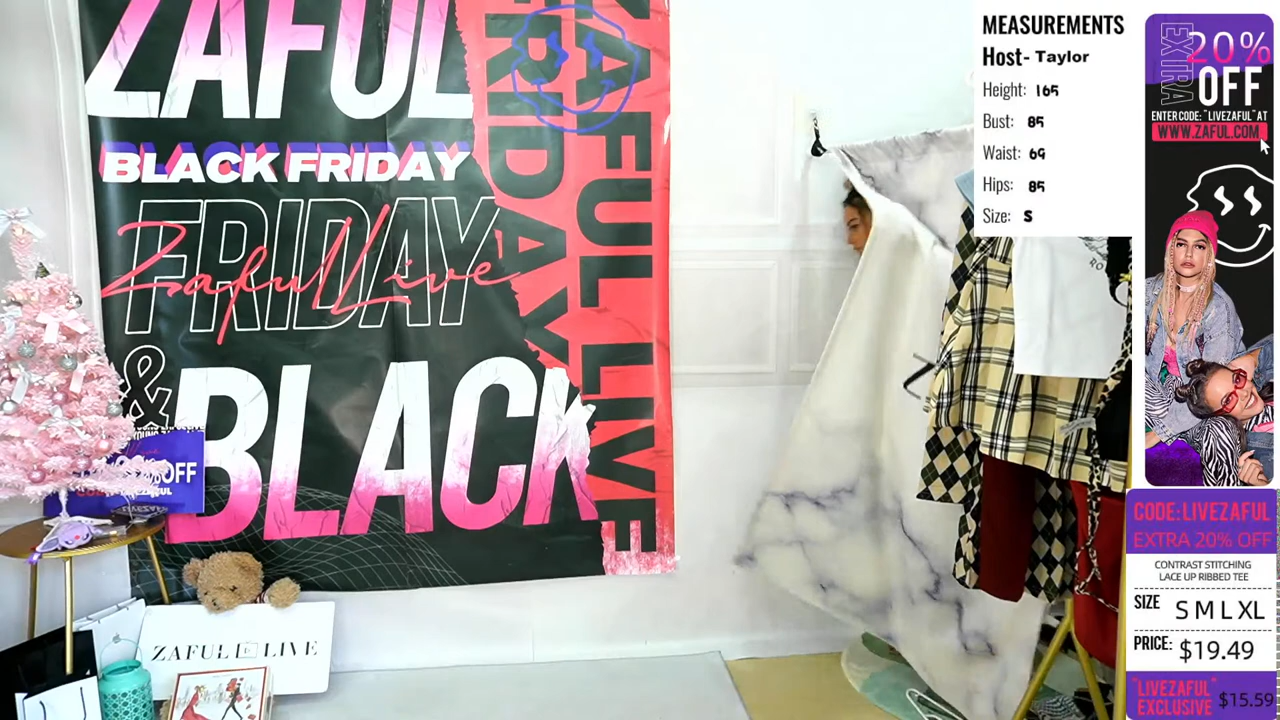 ZAFUL
BLACK FRIDAY
FRIDAY
ZafulLive
&
BLACK
FRIDAY
ZAFUL LIVE
OFF
ZAFUL LIVE
MEASUREMENTS
Host- Taylor
Height: 165
Bust: 85
Waist: 69
Hips: 85
Size: S
EXTRA
20%
OFF
ENTER CODE: "LIVEZAFUL" AT
WWW.ZAFUL.COM
CODE:LIVEZAFUL
EXTRA 20% OFF
CONTRAST STITCHING
LACE UP RIBBED TEE
SIZE S M L XL
PRICE: $19.49
"LIVEZAFUL"
EXCLUSIVE $15.59